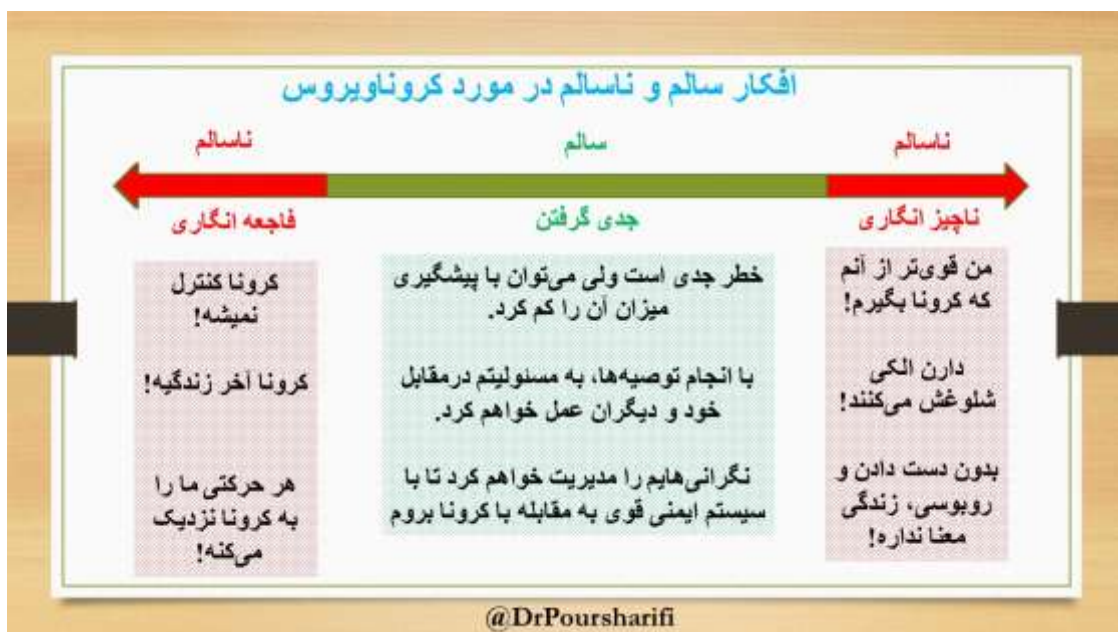 افکار سالم و ناسالم در مورد کروناویروس
ناسالم
سالم
ناسالم
ناچیز انگاری
جدی گرفتن
فاجعه انگاری
من قوی‌تر از آنم
که کرونا بگیرم!
دارن الکی
شلوغش می‌کنند!
بدون دست دادن و
روبوسی، زندگی
معنا نداره!
خطر جدی است ولی می‌توان با پیشگیری
میزان آن را کم کرد.
با انجام توصیه‌ها، به مسئولیتم درمقابل
خود و دیگران عمل خواهم کرد.
نگرانی‌هایم را مدیریت خواهم کرد تا با
سیستم ایمنی قوی به مقابله با کرونا بروم
کرونا کنترل
نمیشه!
کرونا آخر زندگیه!
هر حرکتی ما را
به کرونا نزدیک
می‌کنه!
@DrPoursharifi